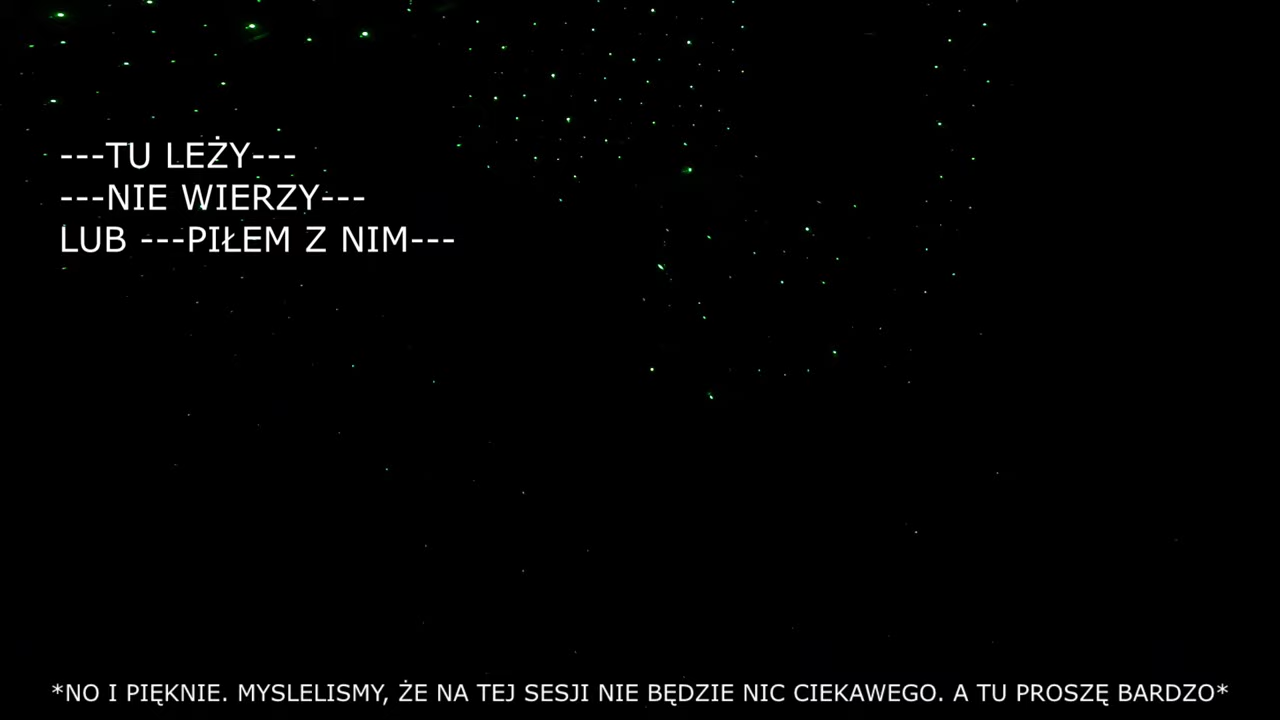 ---TU LEŻY---
---NIE WIERZY---
LUB ---PIŁEM Z NIM---
*NO I PIĘKNIE. MYSLELISMY, ŻE NA TEJ SESJI NIE BĘDZIE NIC CIEKAWEGO. A TU PROSZĘ BARDZO*